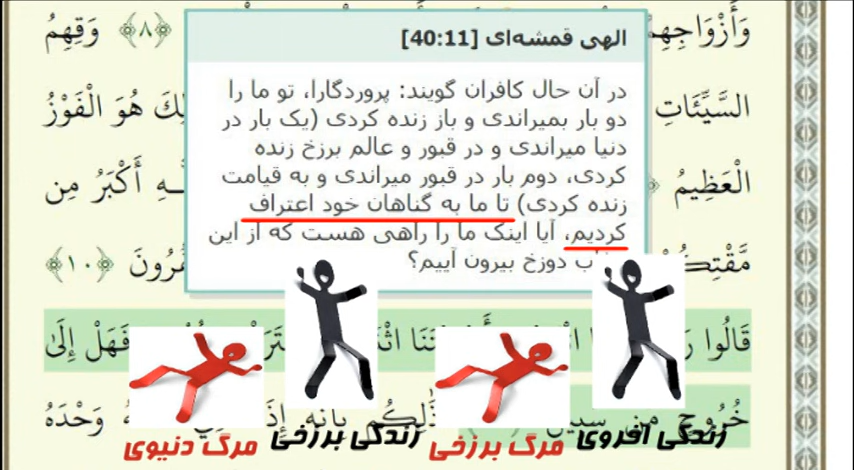 وَأَزْوَاجِهِمْ
﴿٨﴾ وَقِهِمُ
السَّيِّئَاتِ
هُوَ الْفَوْزُ
الْعَظِيمُ
أَكْبَرُ مِن
﴿١٠﴾
الهی قمشه‌ای [40:11]
در آن حال کافران گویند: پروردگارا، تو ما را
دو بار بمیراندی و باز زنده کردی (یک بار در
دنیا میراندی و در قبور و عالم برزخ زنده
کردی، دوم بار در قبور میراندی و به قیامت
زنده کردی) تا ما به گناهان خود اعتراف
کردیم، آیا اینک ما را راهی هست که از این
دوزخ بیرون آییم؟
قَالُوا
فَهَلْ إِلَىٰ
خُرُوجٍ مِّن
ذَٰلِكُم بِأَنَّهُ
وَحْدَهُ
زندگی اخروی
مرگ برزخی
زندگی برزخی
مرگ دنیوی